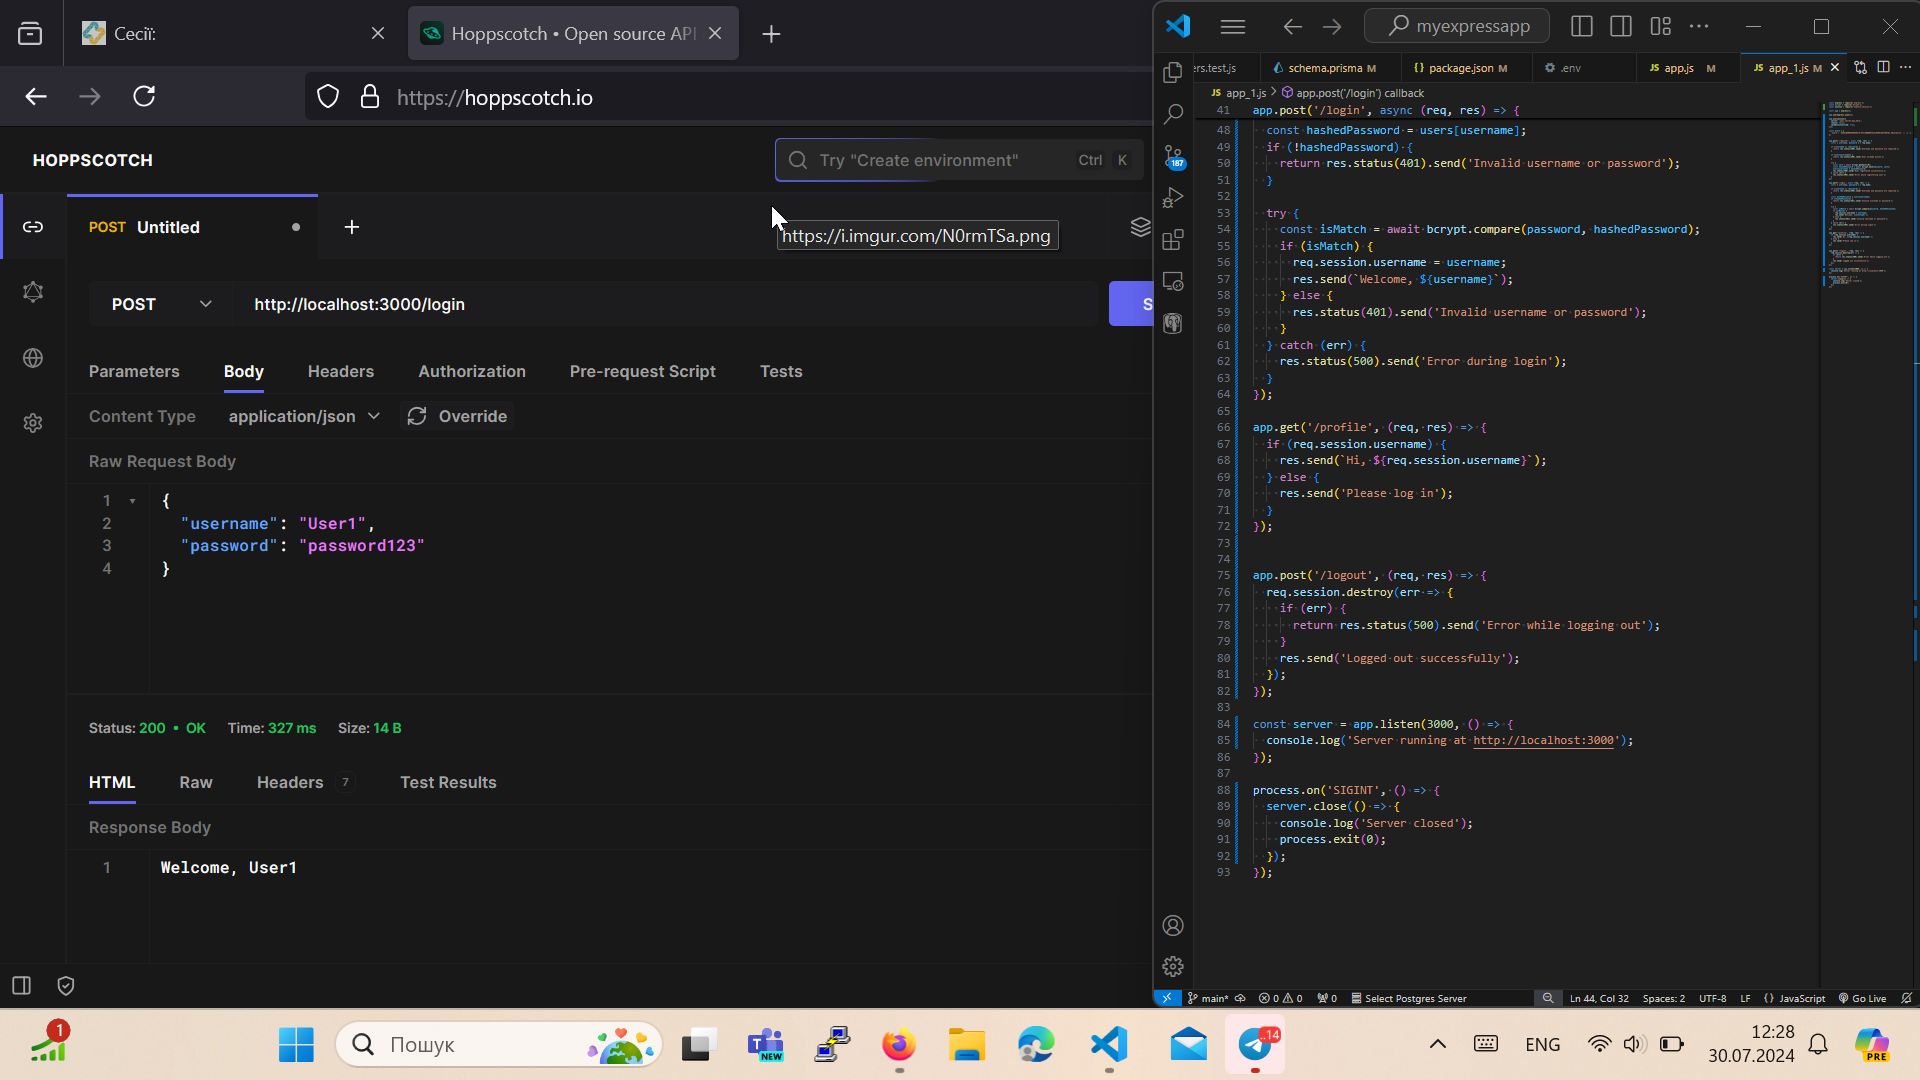 Сесії:
Hoppscotch • Open source API
https://hoppscotch.io
HOPPSCOTCH
Try "Create environment"
Ctrl K
https://i.imgur.com/N0rmTSa.png
POST Untitled
POST
http://localhost:3000/login
S
Parameters
Body
Headers
Authorization
Pre-request Script
Tests
Content Type
application/json
Override
Raw Request Body
1 {
2 "username": "User1",
3 "password": "password123"
4 }
Status: 200 • OK Time: 327 ms Size: 14 B
HTML
Raw
Headers 7
Test Results
Response Body
1 Welcome, User1
myexpressapp
ers.test.js
schema.prisma M
{} package.json M
.env
JS app.js M
JS app_1.js M
JS app_1.js > app.post('/login') callback
41 app.post('/login', async (req, res) => {
48 const hashedPassword = users[username];
49 if (!hashedPassword) {
50 return res.status(401).send('Invalid username or password');
51 }
52
53 try {
54 const isMatch = await bcrypt.compare(password, hashedPassword);
55 if (isMatch) {
56 req.session.username = username;
57 res.send(`Welcome, ${username}`);
58 } else {
59 res.status(401).send('Invalid username or password');
60 }
61 } catch (err) {
62 res.status(500).send('Error during login');
63 }
64 });
65
66 app.get('/profile', (req, res) => {
67 if (req.session.username) {
68 res.send(`Hi, ${req.session.username}`);
69 } else {
70 res.send('Please log in');
71 }
72 });
73
74
75 app.post('/logout', (req, res) => {
76 req.session.destroy(err => {
77 if (err) {
78 return res.status(500).send('Error while logging out');
79 }
80 res.send('Logged out successfully');
81 });
82 });
83
84 const server = app.listen(3000, () => {
85 console.log('Server running at http://localhost:3000');
86 });
87
88 process.on('SIGINT', () => {
89 server.close(() => {
90 console.log('Server closed');
91 process.exit(0);
92 });
93 });
187
main* 0 0 0 Select Postgres Server
Ln 44, Col 32 Spaces: 2 UTF-8 LF {} JavaScript Go Live
1
Пошук
NEW
..14
ENG
12:28
30.07.2024
PRE